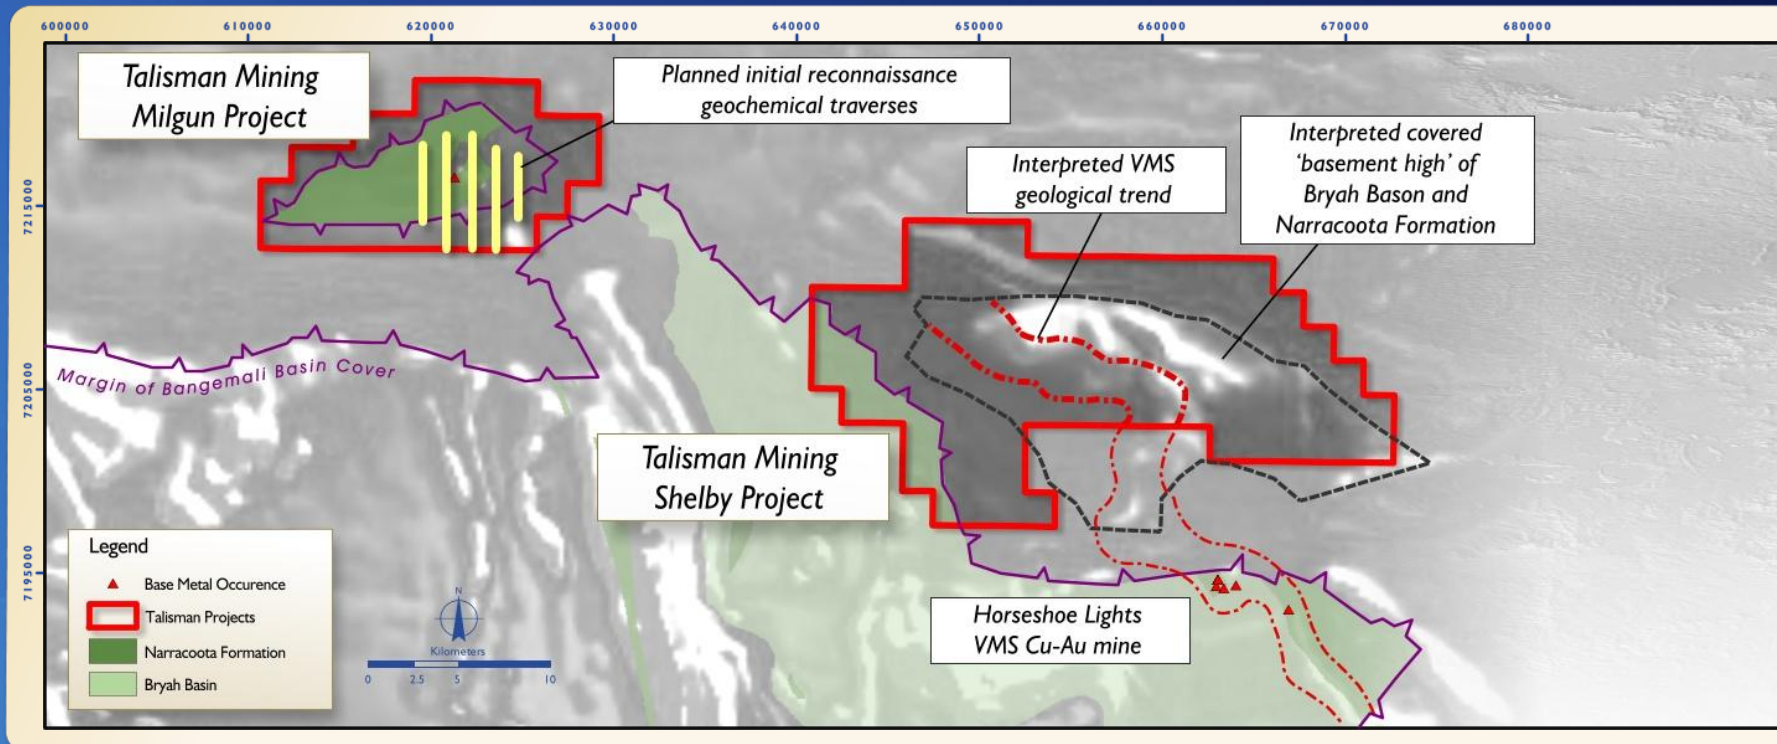 600000
610000
620000
630000
640000
650000
660000
670000
680000
Talisman Mining
Milgun Project
Planned initial reconnaissance
geochemical traverses
Interpreted VMS
geological trend
Interpreted covered
‘basement high’ of
Bryah Bason and
Narracoota Formation
7215000
7205000
7195000
Margin of Bangemali Basin Cover
Talisman Mining
Shelby Project
Horseshoe Lights
VMS Cu-Au mine
Legend
Base Metal Occurence
Talisman Projects
Narracoota Formation
Bryah Basin
N
Kilometers
0 2.5 5 10